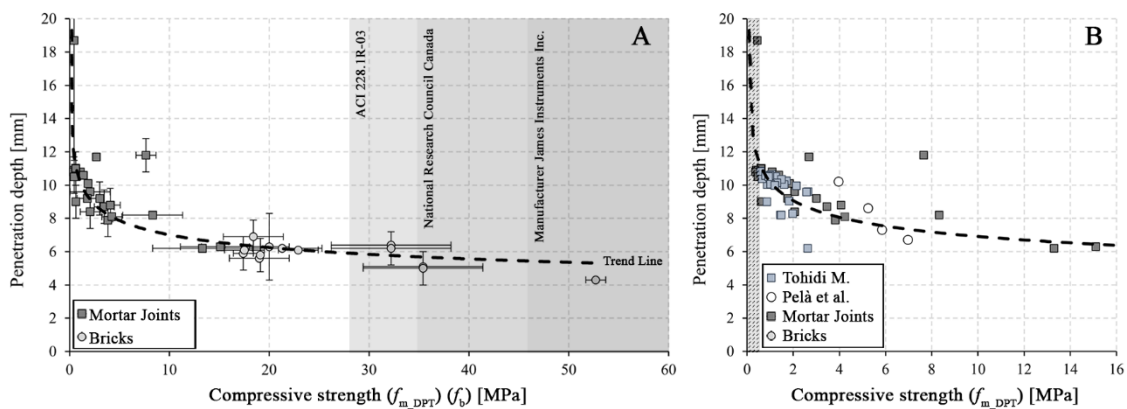 A
20
18
16
14
12
10
8
6
4
2
0
Penetration depth [mm]
ACI 228.1R-03
National Research Council Canada
Manufacturer James Instruments Inc.
Trend Line
Mortar Joints
Bricks
0 10 20 30 40 50 60
Compressive strength (f_m_DPT) (f_b) [MPa]
B
20
18
16
14
12
10
8
6
4
2
0
Penetration depth [mm]
Tohidi M.
Pelà et al.
Mortar Joints
Bricks
0 2 4 6 8 10 12 14 16
Compressive strength (f_m_DPT) [MPa]